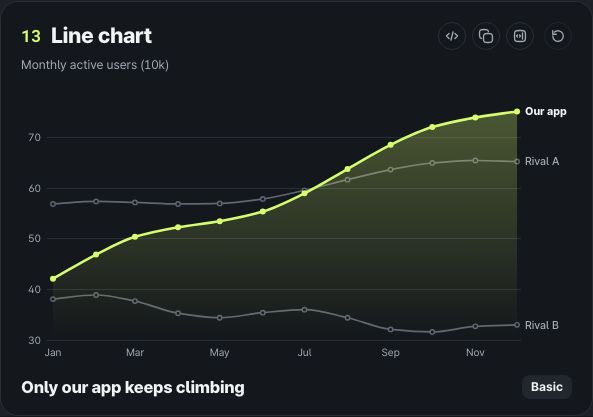 13 Line chart
Monthly active users (10k)
Our app
70
Rival A
60
50
40
Rival B
30
Jan Mar May Jul Sep Nov
Only our app keeps climbing
Basic